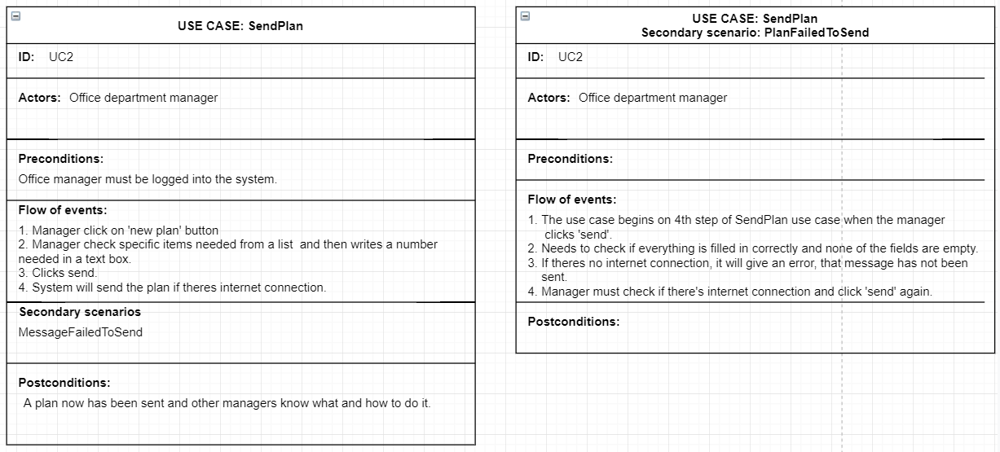 USE CASE: SendPlan
ID: UC2
Actors: Office department manager
Preconditions:
Office manager must be logged into the system.
Flow of events:
1. Manager click on 'new plan' button
2. Manager check specific items needed from a list and then writes a number
needed in a text box.
3. Clicks send.
4. System will send the plan if theres internet connection.
Secondary scenarios
MessageFailedToSend
Postconditions:
A plan now has been sent and other managers know what and how to do it.
USE CASE: SendPlan
Secondary scenario: PlanFailedToSend
ID: UC2
Actors: Office department manager
Preconditions:
Flow of events:
1. The use case begins on 4th step of SendPlan use case when the manager
clicks 'send'.
2. Needs to check if everything is filled in correctly and none of the fields are empty.
3. If theres no internet connection, it will give an error, that message has not been
sent.
4. Manager must check if there's internet connection and click 'send' again.
Postconditions: